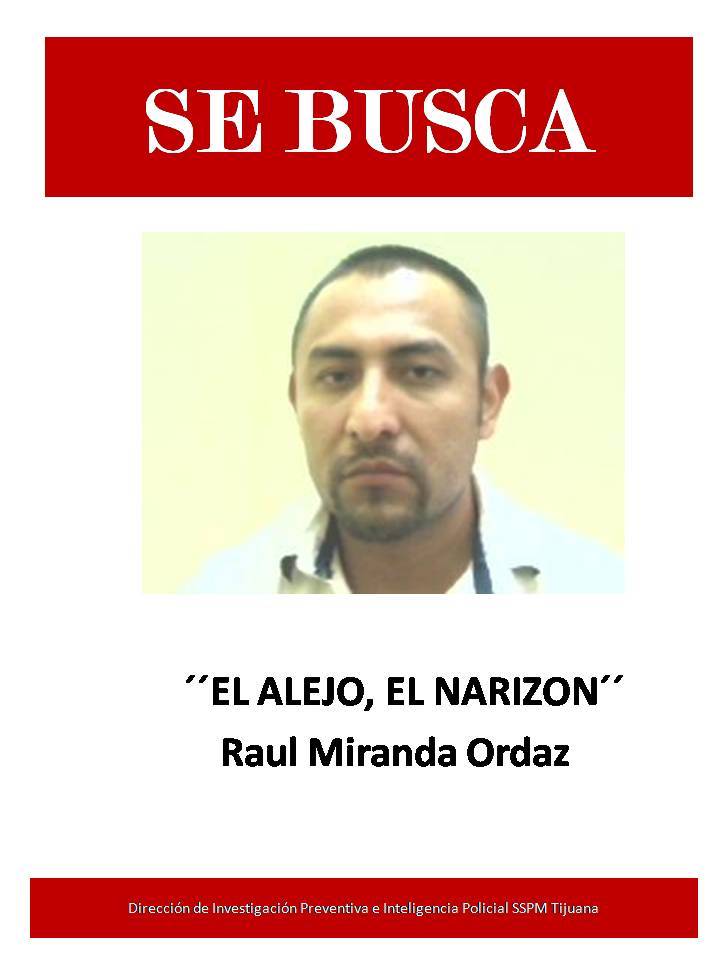 SE BUSCA
´´EL ALEJO, EL NARIZON´´
Raul Miranda Ordaz
Dirección de Investigación Preventiva e Inteligencia Policial SSPM Tijuana